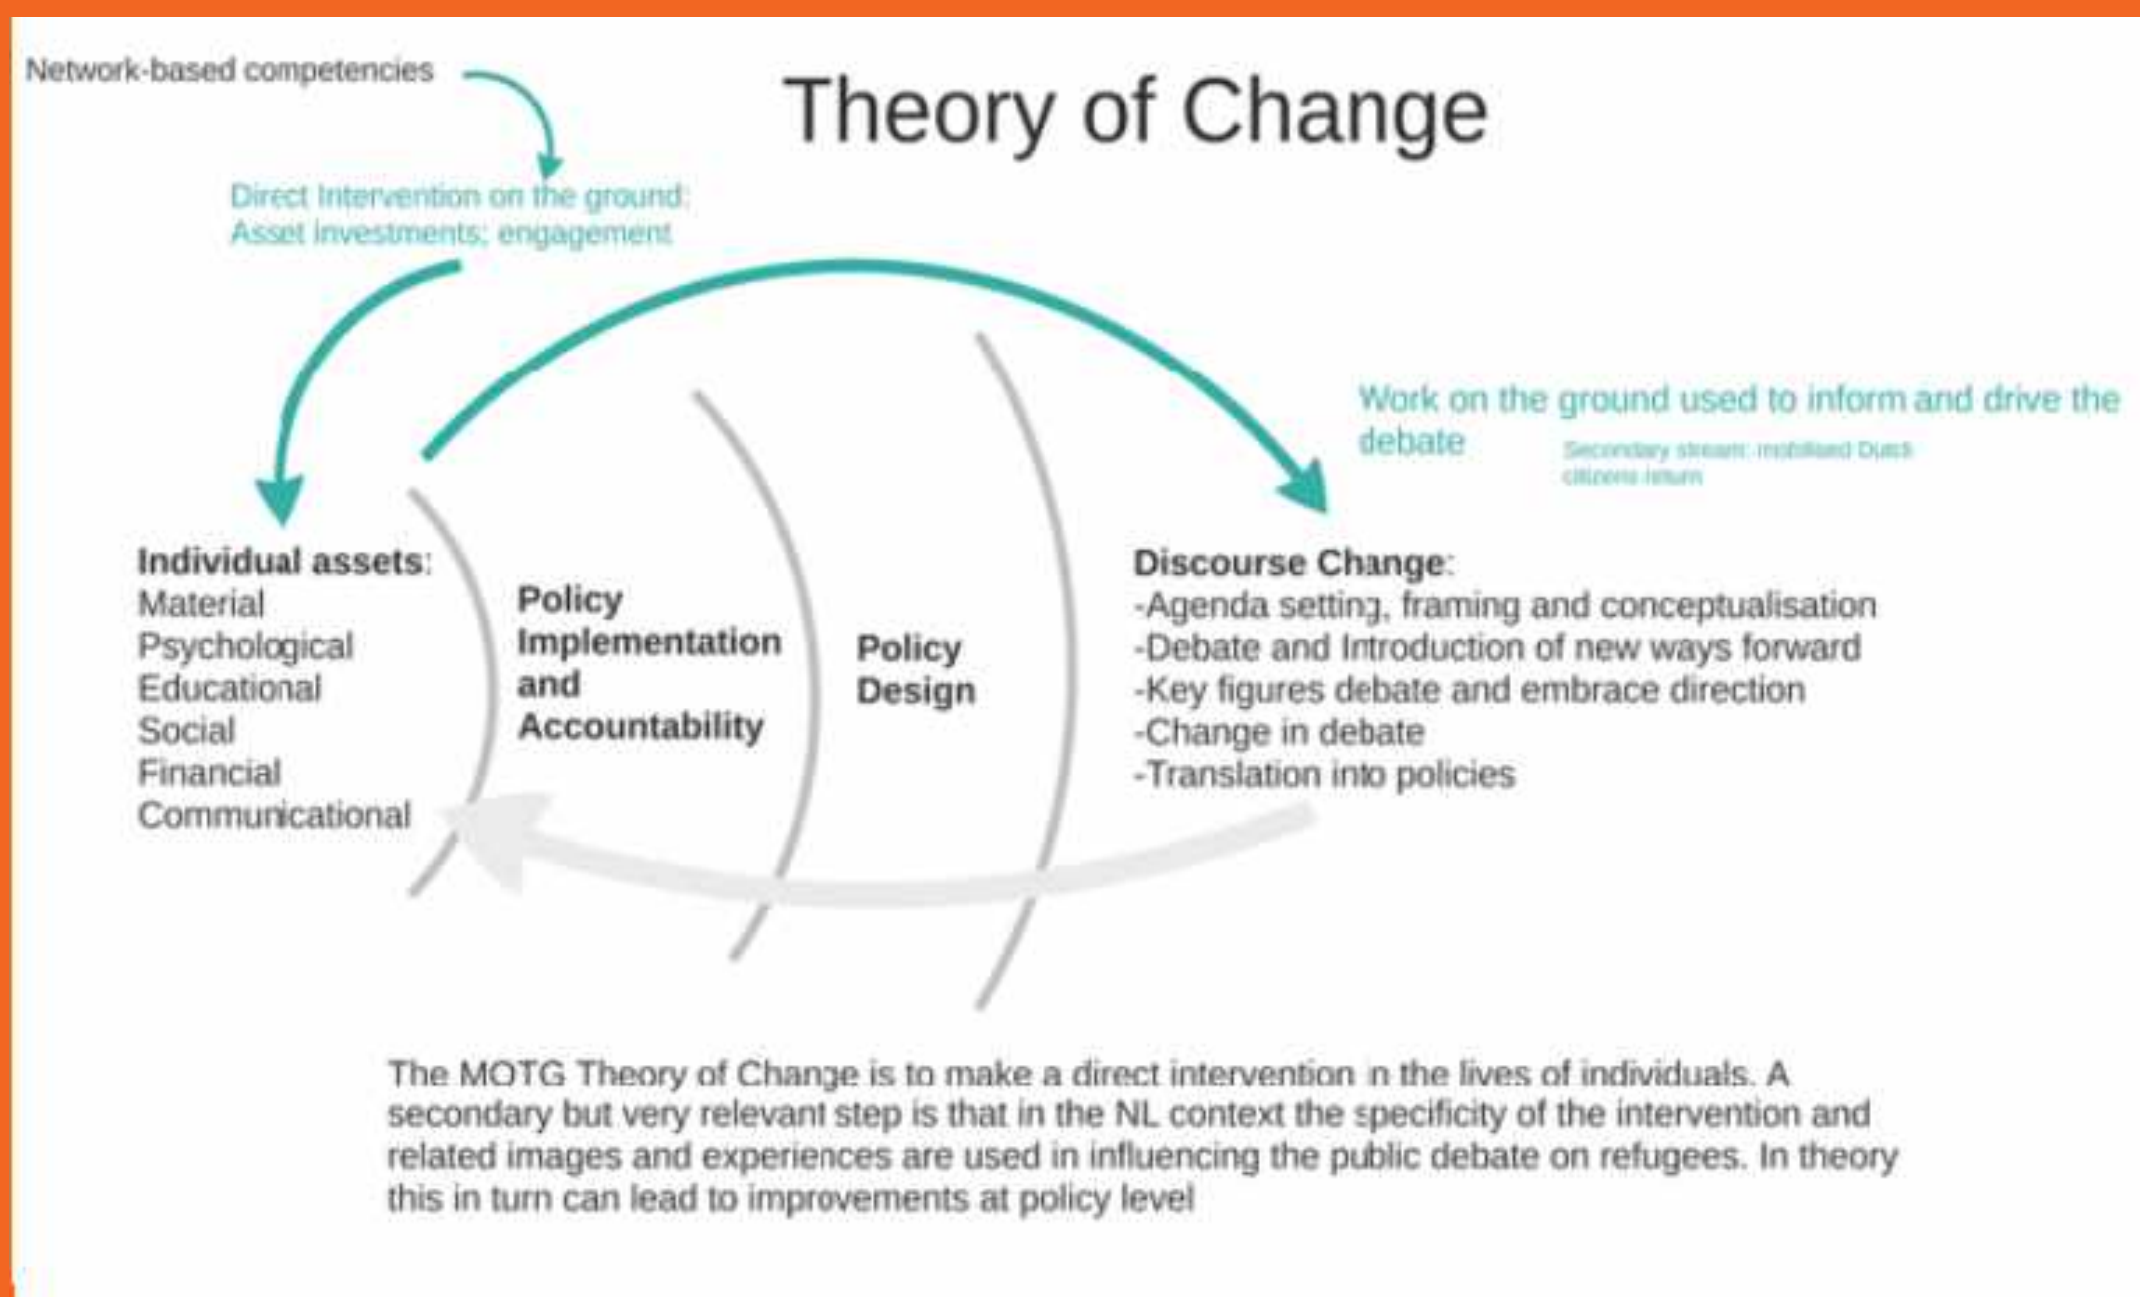 Network-based competencies
Theory of Change
Direct Intervention on the ground:
Asset investments; engagement
Work on the ground used to inform and drive the
debate
Secondary stream: mobilised Dutch
citizens return
Individual assets:
Material
Psychological
Educational
Social
Financial
Communicational
Policy
Implementation
and
Accountability
Policy
Design
Discourse Change:
-Agenda setting, framing and conceptualisation
-Debate and Introduction of new ways forward
-Key figures debate and embrace direction
-Change in debate
-Translation into policies
The MOTG Theory of Change is to make a direct intervention in the lives of individuals. A
secondary but very relevant step is that in the NL context the specificity of the intervention and
related images and experiences are used in influencing the public debate on refugees. In theory
this in turn can lead to improvements at policy level